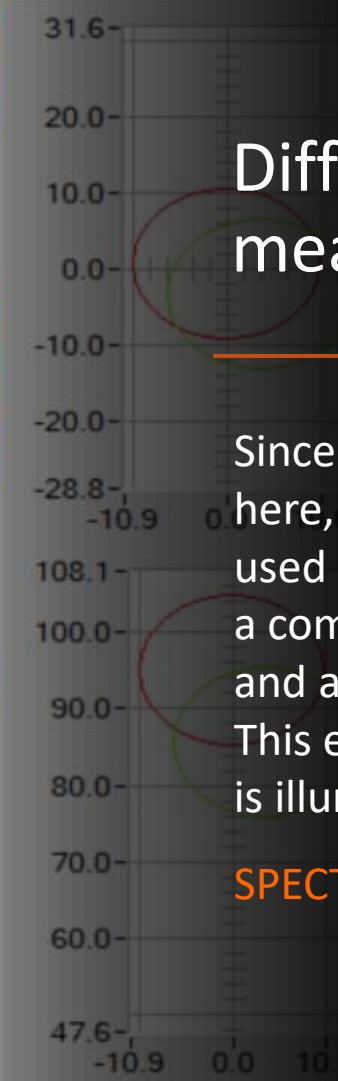 31.6
20.0
10.0
0.0
-10.0
-20.0
-28.8
-10.9 0.0
108.1
100.0
90.0
80.0
70.0
60.0
47.6
-10.9 0.0 10.
Diff
mea
Since
here,
used
a com
and a
This e
is illu
SPECT